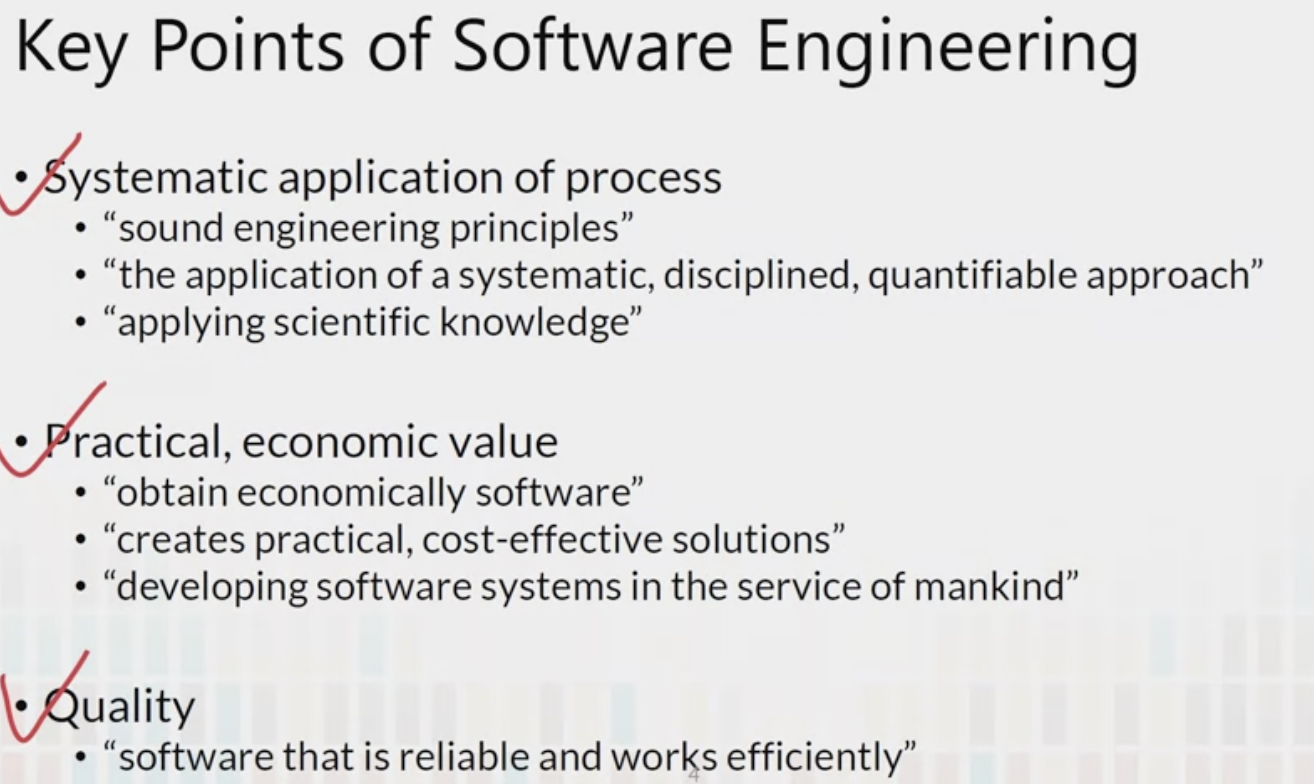 Key Points of Software Engineering
• Systematic application of process
• “sound engineering principles”
• “the application of a systematic, disciplined, quantifiable approach”
• “applying scientific knowledge”
• Practical, economic value
• “obtain economically software”
• “creates practical, cost-effective solutions”
• “developing software systems in the service of mankind”
• Quality
• “software that is reliable and works efficiently”
4